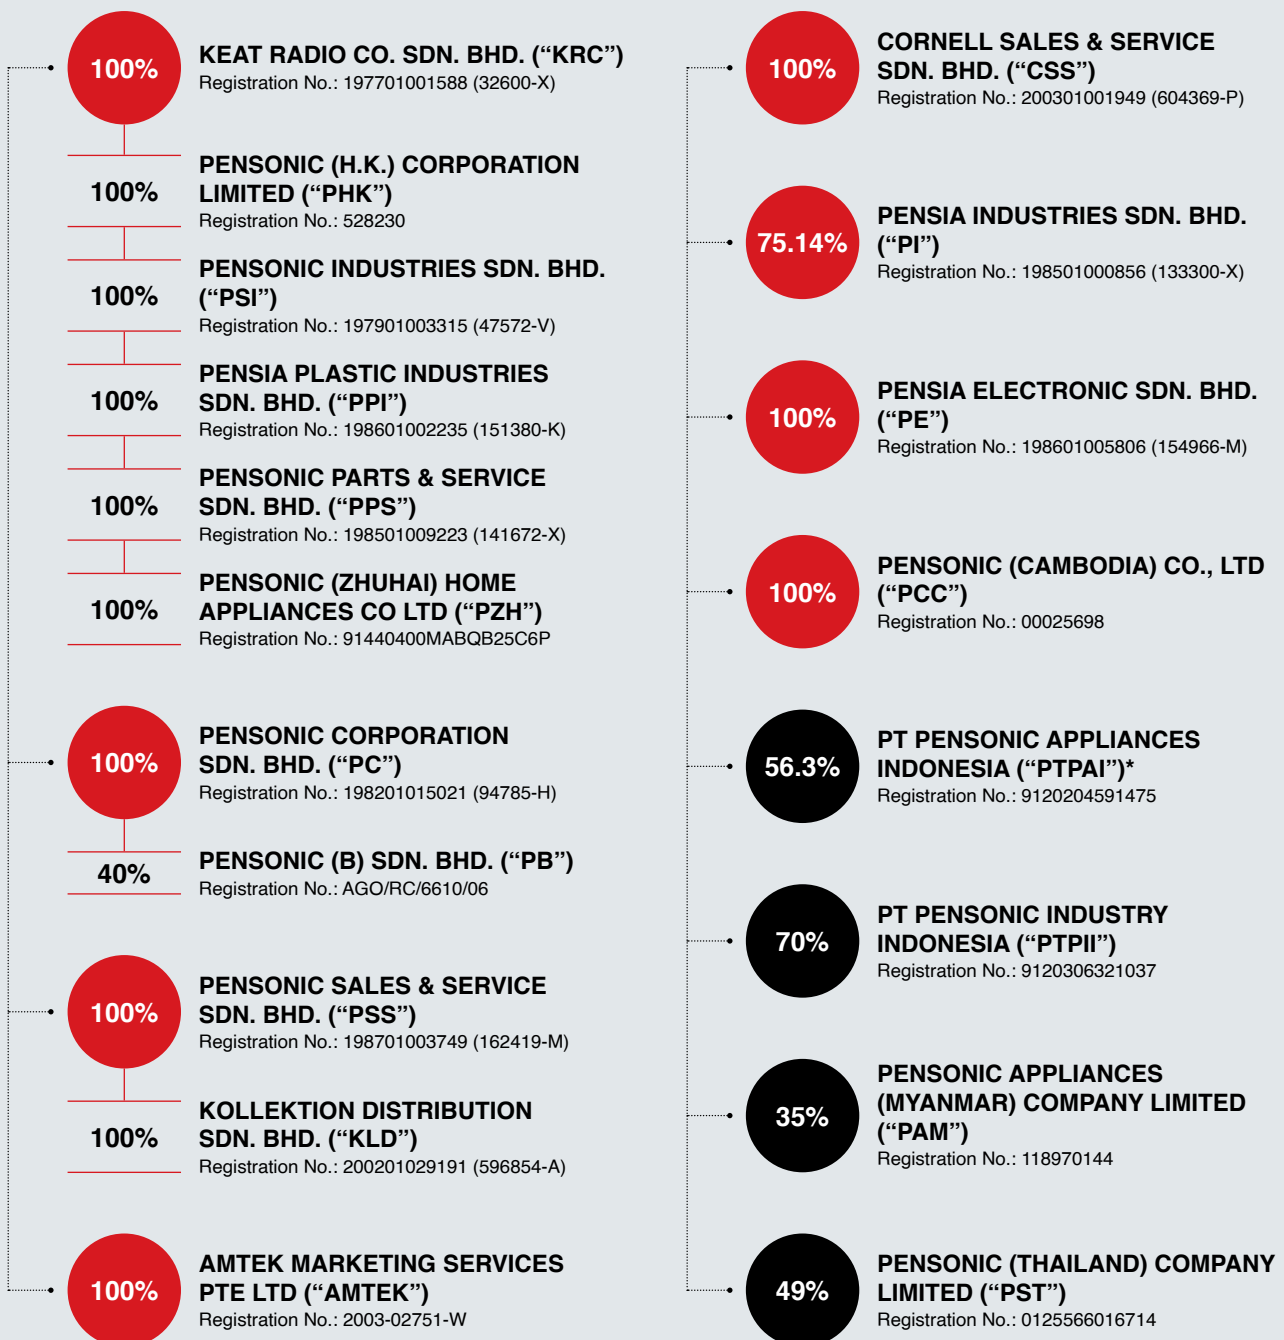 100%
KEAT RADIO CO. SDN. BHD. (“KRC”)
Registration No.: 197701001588 (32600-X)
100%
PENSONIC (H.K.) CORPORATION
LIMITED (“PHK”)
Registration No.: 528230
100%
PENSONIC INDUSTRIES SDN. BHD.
(“PSI”)
Registration No.: 197901003315 (47572-V)
100%
PENSIA PLASTIC INDUSTRIES
SDN. BHD. (“PPI”)
Registration No.: 198601002235 (151380-K)
100%
PENSONIC PARTS & SERVICE
SDN. BHD. (“PPS”)
Registration No.: 198501009223 (141672-X)
100%
PENSONIC (ZHUHAI) HOME
APPLIANCES CO LTD (“PZH”)
Registration No.: 91440400MABQB25C6P
100%
PENSONIC CORPORATION
SDN. BHD. (“PC”)
Registration No.: 198201015021 (94785-H)
40%
PENSONIC (B) SDN. BHD. (“PB”)
Registration No.: AGO/RC/6610/06
100%
PENSONIC SALES & SERVICE
SDN. BHD. (“PSS”)
Registration No.: 198701003749 (162419-M)
100%
KOLLEKTION DISTRIBUTION
SDN. BHD. (“KLD”)
Registration No.: 200201029191 (596854-A)
100%
AMTEK MARKETING SERVICES
PTE LTD (“AMTEK”)
Registration No.: 2003-02751-W
100%
CORNELL SALES & SERVICE
SDN. BHD. (“CSS”)
Registration No.: 200301001949 (604369-P)
75.14%
PENSIA INDUSTRIES SDN. BHD.
(“PI”)
Registration No.: 198501000856 (133300-X)
100%
PENSIA ELECTRONIC SDN. BHD.
(“PE”)
Registration No.: 198601005806 (154966-M)
100%
PENSONIC (CAMBODIA) CO., LTD
(“PCC”)
Registration No.: 00025698
56.3%
PT PENSONIC APPLIANCES
INDONESIA (“PTPAI”)*
Registration No.: 9120204591475
70%
PT PENSONIC INDUSTRY
INDONESIA (“PTPII”)
Registration No.: 9120306321037
35%
PENSONIC APPLIANCES
(MYANMAR) COMPANY LIMITED
(“PAM”)
Registration No.: 118970144
49%
PENSONIC (THAILAND) COMPANY
LIMITED (“PST”)
Registration No.: 0125566016714